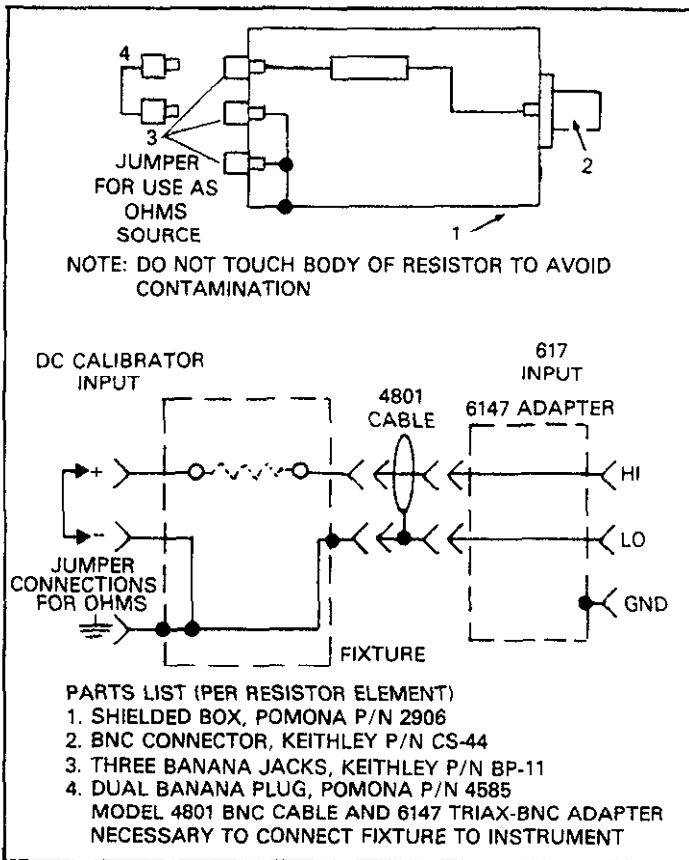 4
3
JUMPER
FOR USE AS
OHMS
SOURCE
2
1
NOTE: DO NOT TOUCH BODY OF RESISTOR TO AVOID
CONTAMINATION
DC CALIBRATOR
INPUT
4801
CABLE
617
INPUT
6147 ADAPTER
+
HI
-
LO
JUMPER
CONNECTIONS
FOR OHMS
GND
FIXTURE
PARTS LIST (PER RESISTOR ELEMENT)
1. SHIELDED BOX, POMONA P/N 2906
2. BNC CONNECTOR, KEITHLEY P/N CS-44
3. THREE BANANA JACKS, KEITHLEY P/N BP-11
4. DUAL BANANA PLUG, POMONA P/N 4585
MODEL 4801 BNC CABLE AND 6147 TRIAX-BNC ADAPTER
NECESSARY TO CONNECT FIXTURE TO INSTRUMENT